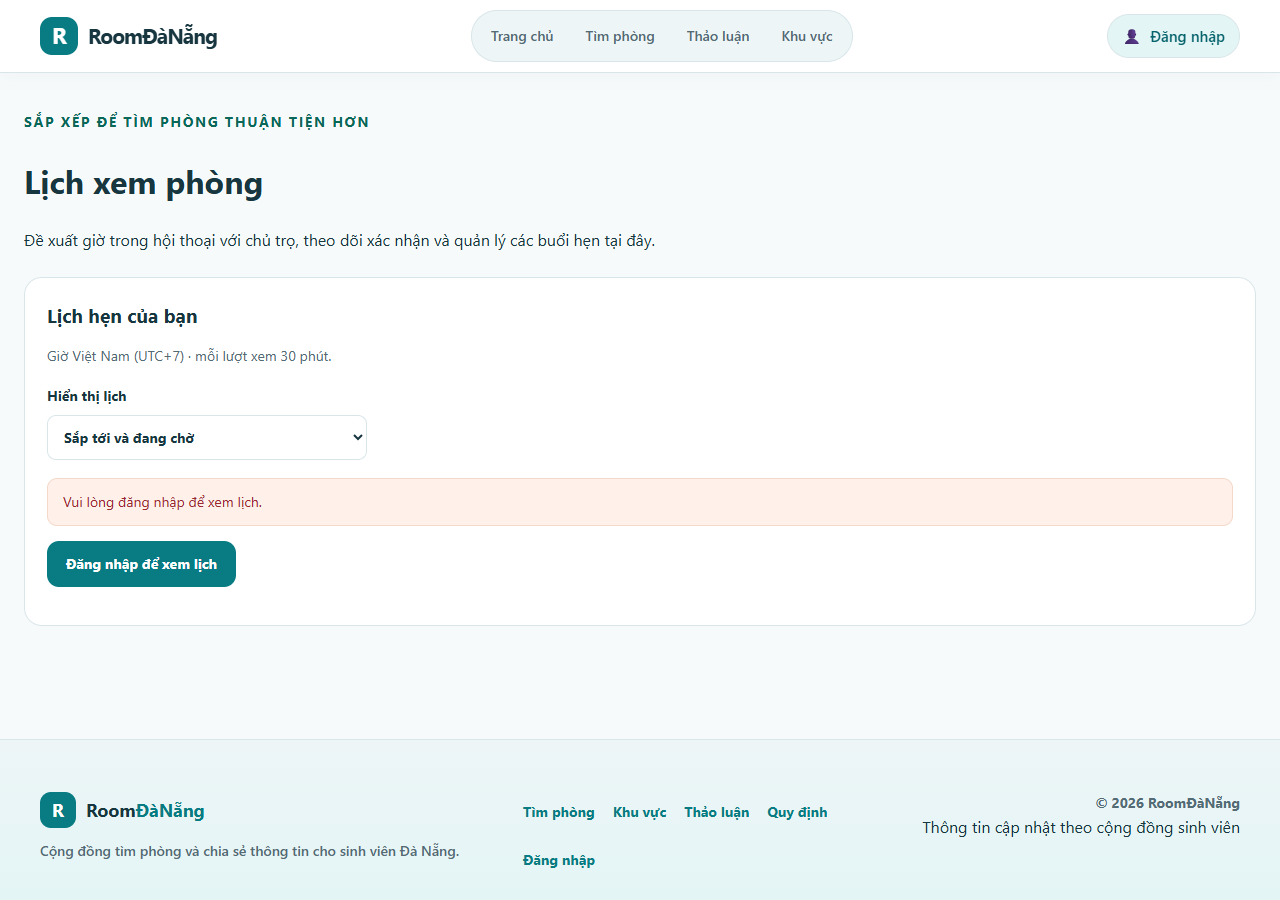 R RoomĐàNẵng
Trang chủ Tìm phòng Thảo luận Khu vực
Đăng nhập
SẮP XẾP ĐỂ TÌM PHÒNG THUẬN TIỆN HƠN
Lịch xem phòng
Đề xuất giờ trong hội thoại với chủ trọ, theo dõi xác nhận và quản lý các buổi hẹn tại đây.
Lịch hẹn của bạn
Giờ Việt Nam (UTC+7) · mỗi lượt xem 30 phút.
Hiển thị lịch
Sắp tới và đang chờ
Vui lòng đăng nhập để xem lịch.
Đăng nhập để xem lịch
R RoomĐàNẵng
Cộng đồng tìm phòng và chia sẻ thông tin cho sinh viên Đà Nẵng.
Tìm phòng Khu vực Thảo luận Quy định
Đăng nhập
© 2026 RoomĐàNẵng
Thông tin cập nhật theo cộng đồng sinh viên